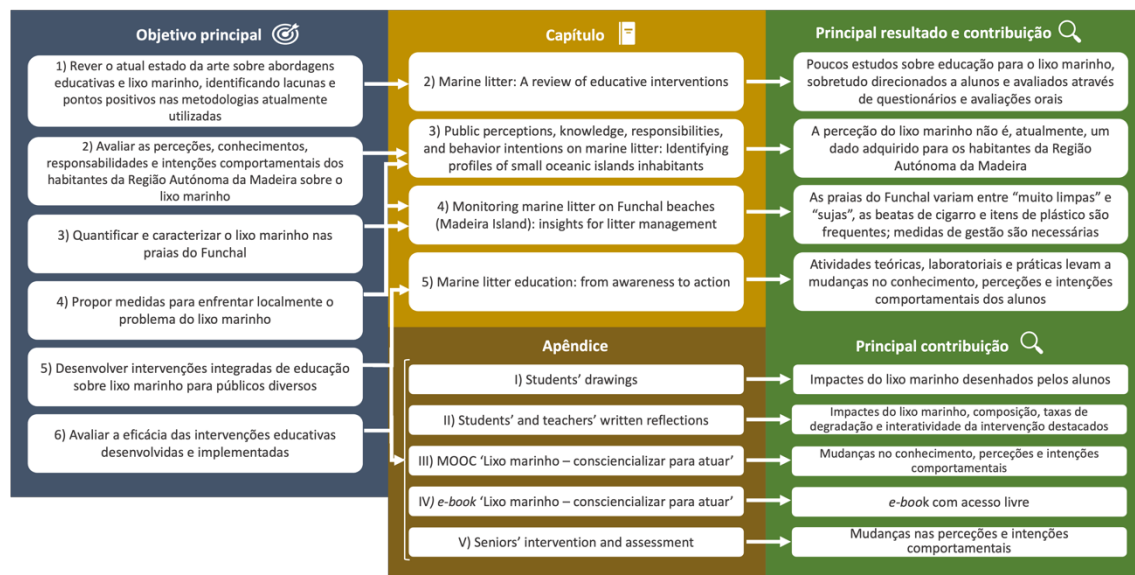 Objetivo principal
1) Rever o atual estado da arte sobre abordagens
educativas e lixo marinho, identificando lacunas e
pontos positivos nas metodologias atualmente
utilizadas
2) Avaliar as perceções, conhecimentos,
responsabilidades e intenções comportamentais dos
habitantes da Região Autónoma da Madeira sobre o
lixo marinho
3) Quantificar e caracterizar o lixo marinho nas
praias do Funchal
4) Propor medidas para enfrentar localmente o
problema do lixo marinho
5) Desenvolver intervenções integradas de educação
sobre lixo marinho para públicos diversos
6) Avaliar a eficácia das intervenções educativas
desenvolvidas e implementadas
Capítulo
2) Marine litter: A review of educative interventions
3) Public perceptions, knowledge, responsibilities,
and behavior intentions on marine litter: Identifying
profiles of small oceanic islands inhabitants
4) Monitoring marine litter on Funchal beaches
(Madeira Island): insights for litter management
5) Marine litter education: from awareness to action
Apêndice
I) Students’ drawings
II) Students’ and teachers’ written reflections
III) MOOC ‘Lixo marinho – consciencializar para atuar’
IV) e-book ‘Lixo marinho – consciencializar para atuar’
V) Seniors’ intervention and assessment
Principal resultado e contribuição
Poucos estudos sobre educação para o lixo marinho,
sobretudo direcionados a alunos e avaliados através
de questionários e avaliações orais
A perceção do lixo marinho não é, atualmente, um
dado adquirido para os habitantes da Região
Autónoma da Madeira
As praias do Funchal variam entre “muito limpas” e
“sujas”, as beatas de cigarro e itens de plástico são
frequentes; medidas de gestão são necessárias
Atividades teóricas, laboratoriais e práticas levam a
mudanças no conhecimento, perceções e intenções
comportamentais dos alunos
Principal contribuição
Impactes do lixo marinho desenhados pelos alunos
Impactes do lixo marinho, composição, taxas de
degradação e interatividade da intervenção destacados
Mudanças no conhecimento, perceções e intenções
comportamentais
e-book com acesso livre
Mudanças nas perceções e intenções
comportamentais